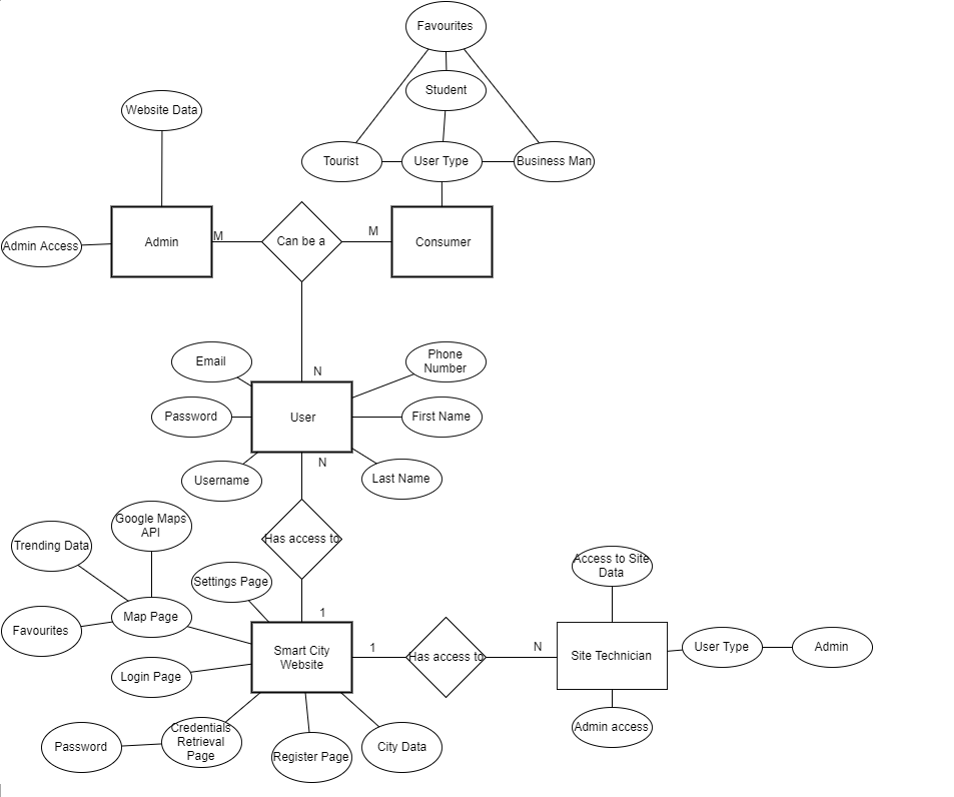 Favourites
Student
Website Data
Tourist
User Type
Business Man
Admin Access
Admin
M
Can be a
M
Consumer
N
Email
Phone
Number
Password
User
First Name
Username
N
Last Name
Google Maps
API
Trending Data
Has access to
Settings Page
Access to Site
Data
Favourites
Map Page
1
Smart City
Website
1
Has access to
N
Site Technician
User Type
Admin
Login Page
Admin access
Password
Credentials
Retrieval
Page
Register Page
City Data